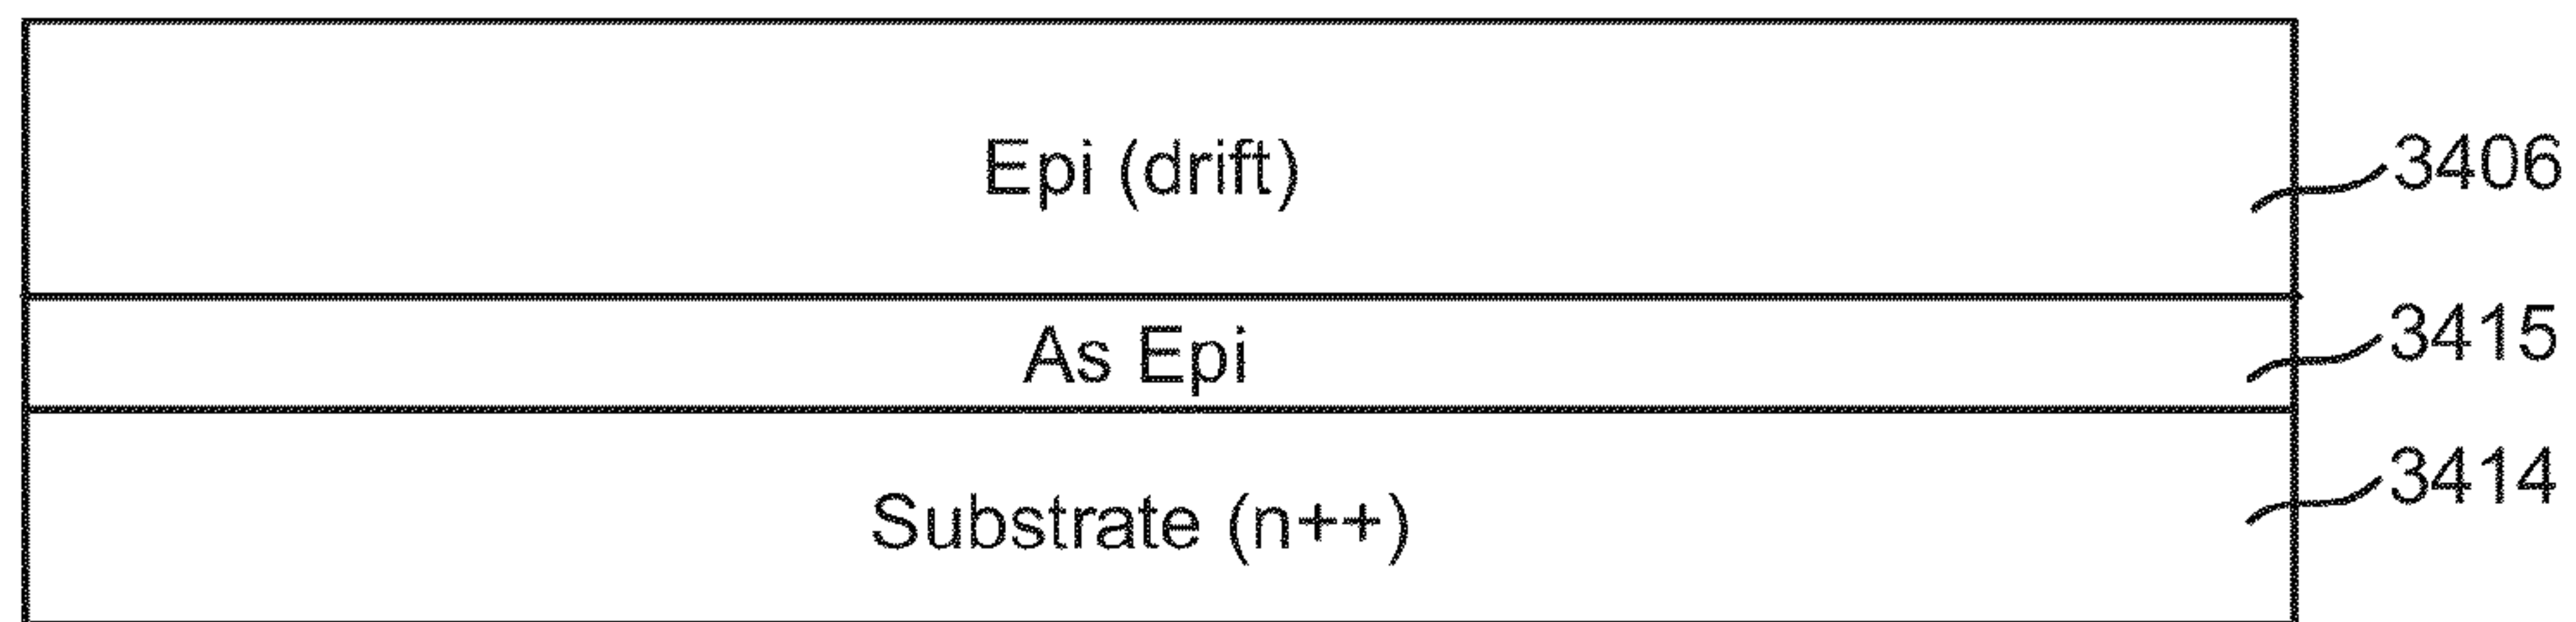 Epi (drift)
3406
As Epi
3415
Substrate (n++)
3414